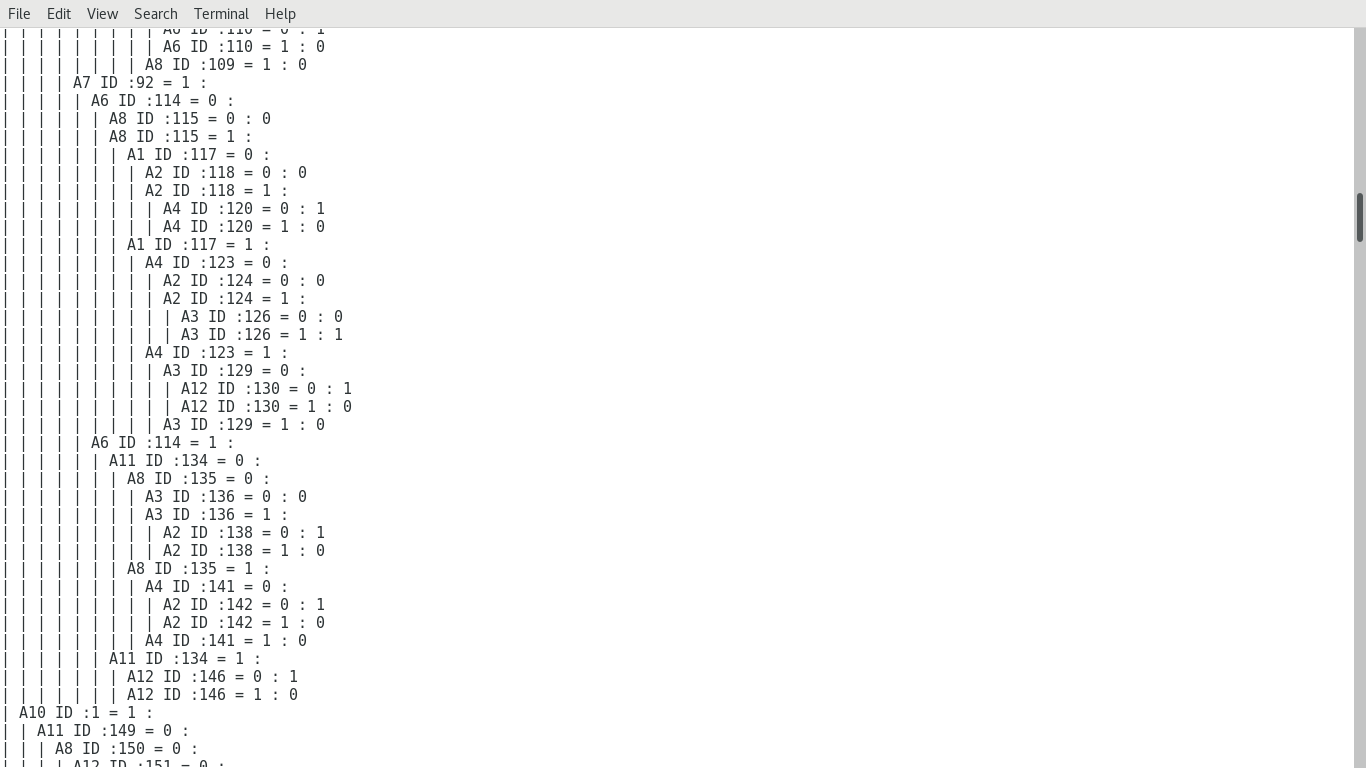 File Edit View Search Terminal Help
| | | | | | | | | A6 ID :110 = 0 : 1
| | | | | | | | | A6 ID :110 = 1 : 0
| | | | | | | | A8 ID :109 = 1 : 0
| | | | A7 ID :92 = 1 :
| | | | | A6 ID :114 = 0 :
| | | | | | A8 ID :115 = 0 : 0
| | | | | | A8 ID :115 = 1 :
| | | | | | | A1 ID :117 = 0 :
| | | | | | | | A2 ID :118 = 0 : 0
| | | | | | | | A2 ID :118 = 1 :
| | | | | | | | | A4 ID :120 = 0 : 1
| | | | | | | | | A4 ID :120 = 1 : 0
| | | | | | | A1 ID :117 = 1 :
| | | | | | | | A4 ID :123 = 0 :
| | | | | | | | | A2 ID :124 = 0 : 0
| | | | | | | | | A2 ID :124 = 1 :
| | | | | | | | | | A3 ID :126 = 0 : 0
| | | | | | | | | | A3 ID :126 = 1 : 1
| | | | | | | | A4 ID :123 = 1 :
| | | | | | | | | A3 ID :129 = 0 :
| | | | | | | | | | A12 ID :130 = 0 : 1
| | | | | | | | | | A12 ID :130 = 1 : 0
| | | | | | | | | A3 ID :129 = 1 : 0
| | | | | A6 ID :114 = 1 :
| | | | | | A11 ID :134 = 0 :
| | | | | | | A8 ID :135 = 0 :
| | | | | | | | A3 ID :136 = 0 : 0
| | | | | | | | A3 ID :136 = 1 :
| | | | | | | | | A2 ID :138 = 0 : 1
| | | | | | | | | A2 ID :138 = 1 : 0
| | | | | | | A8 ID :135 = 1 :
| | | | | | | | A4 ID :141 = 0 :
| | | | | | | | | A2 ID :142 = 0 : 1
| | | | | | | | | A2 ID :142 = 1 : 0
| | | | | | | | A4 ID :141 = 1 : 0
| | | | | | A11 ID :134 = 1 :
| | | | | | | A12 ID :146 = 0 : 1
| | | | | | | A12 ID :146 = 1 : 0
| A10 ID :1 = 1 :
| | A11 ID :149 = 0 :
| | | A8 ID :150 = 0 :
| | | | A12 ID :151 = 0 :